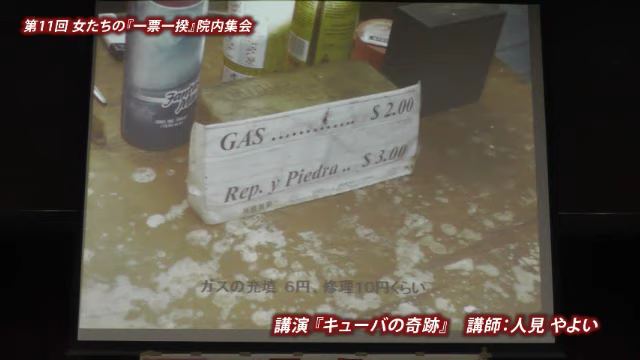 第11回 女たちの『一票一揆』院内集会
GAS ............. $ 2.00
Rep. y Piedra .. $ 3.00
ガスの充填 6円、修理10円くらい
講演『キューバの奇跡』 講師：人見 やよい